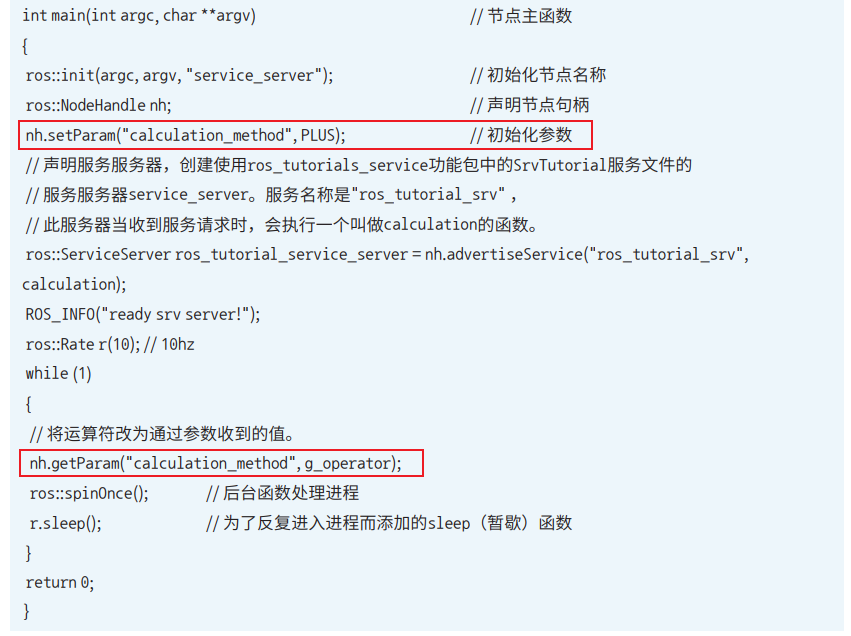 int main(int argc, char **argv) // 节点主函数
{
ros::init(argc, argv, "service_server"); // 初始化节点名称
ros::NodeHandle nh; // 声明节点句柄
nh.setParam("calculation_method", PLUS); // 初始化参数
// 声明服务服务器，创建使用ros_tutorials_service功能包中的SrvTutorial服务文件的
// 服务服务器service_server。服务名称是"ros_tutorial_srv" ，
// 此服务器当收到服务请求时，会执行一个叫做calculation的函数。
ros::ServiceServer ros_tutorial_service_server = nh.advertiseService("ros_tutorial_srv",
calculation);
ROS_INFO("ready srv server!");
ros::Rate r(10); // 10hz
while (1)
{
// 将运算符改为通过参数收到的值。
nh.getParam("calculation_method", g_operator);
ros::spinOnce(); // 后台函数处理进程
r.sleep(); // 为了反复进入进程而添加的sleep（暂歇）函数
}
return 0;
}